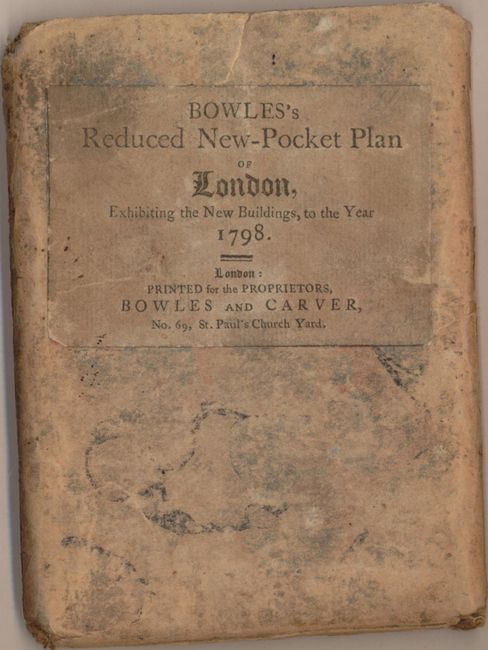 BOWLES's
Reduced New-Pocket Plan
OF
London,
Exhibiting the New Buildings, to the Year
1798.
London:
PRINTED for the PROPRIETORS,
BOWLES AND CARVER,
No. 69, St. Paul's Church Yard.